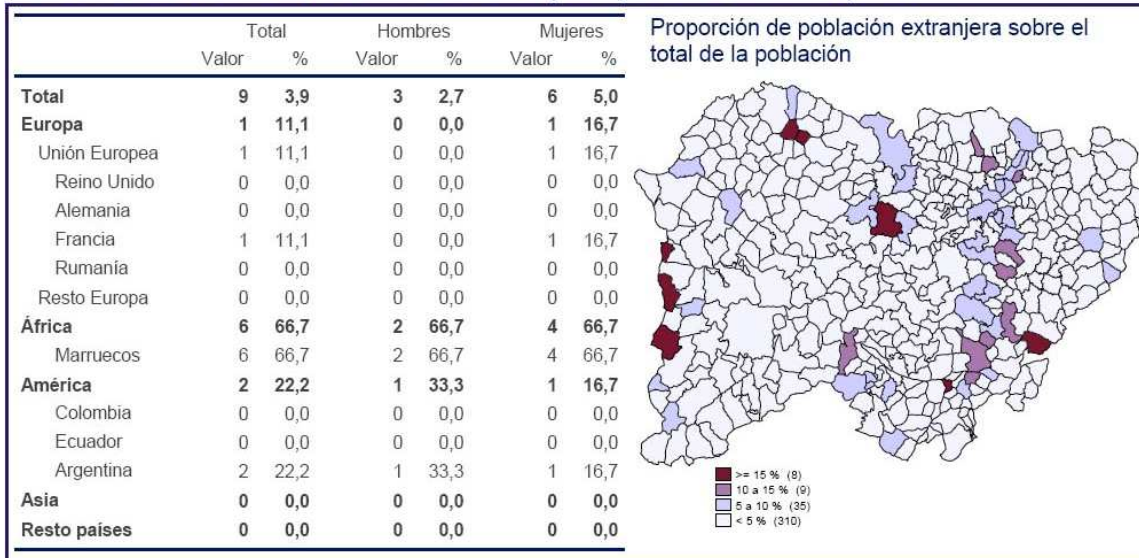 Total Hombres Mujeres
Valor % Valor % Valor %
Total 9 3,9 3 2,7 6 5,0
Europa 1 11,1 0 0,0 1 16,7
Unión Europea 1 11,1 0 0,0 1 16,7
Reino Unido 0 0,0 0 0,0 0 0,0
Alemania 0 0,0 0 0,0 0 0,0
Francia 1 11,1 0 0,0 1 16,7
Rumanía 0 0,0 0 0,0 0 0,0
Resto Europa 0 0,0 0 0,0 0 0,0
África 6 66,7 2 66,7 4 66,7
Marruecos 6 66,7 2 66,7 4 66,7
América 2 22,2 1 33,3 1 16,7
Colombia 0 0,0 0 0,0 0 0,0
Ecuador 0 0,0 0 0,0 0 0,0
Argentina 2 22,2 1 33,3 1 16,7
Asia 0 0,0 0 0,0 0 0,0
Resto países 0 0,0 0 0,0 0 0,0
Proporción de población extranjera sobre el
total de la población
>= 15 % (8)
10 a 15 % (9)
5 a 10 % (35)
< 5 % (310)